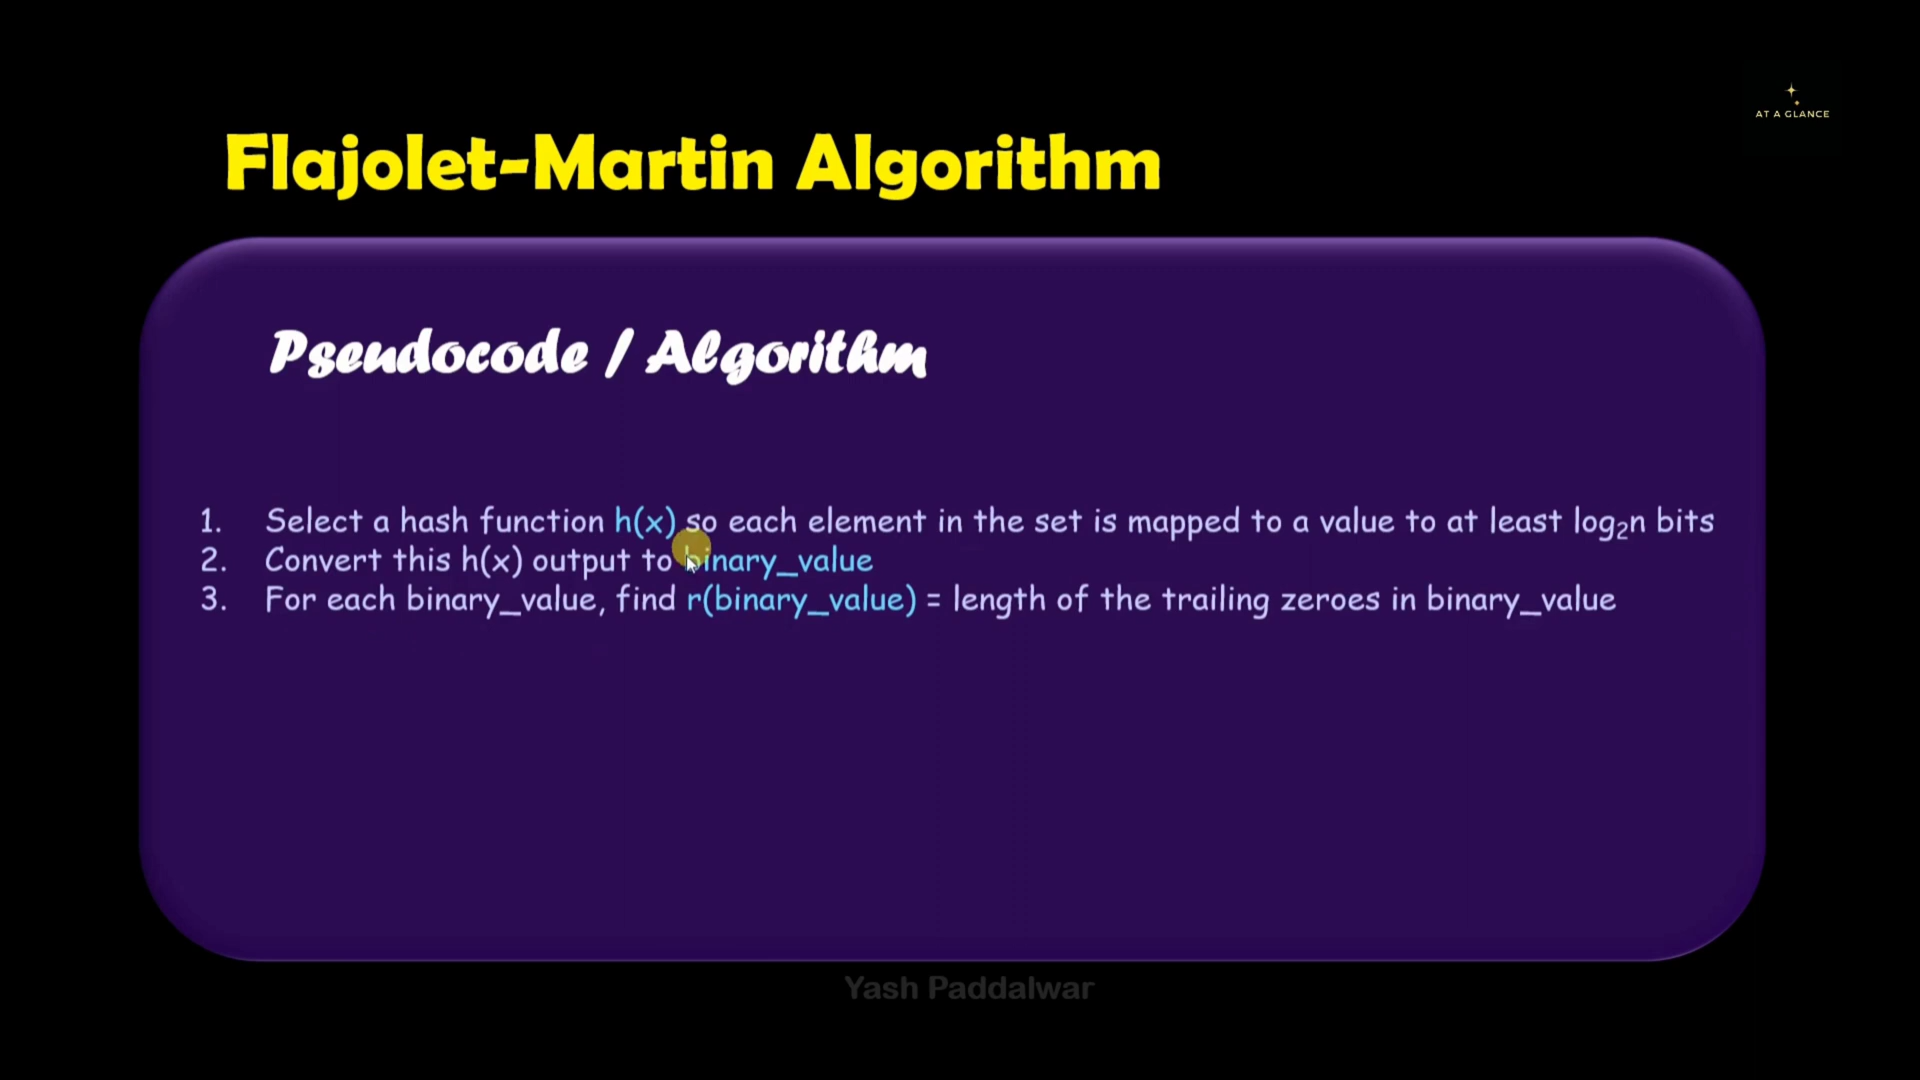 AT A GLANCE
Flajolet-Martin Algorithm
Pseudocode / Algorithm
1. Select a hash function h(x) so each element in the set is mapped to a value to at least log₂n bits
2. Convert this h(x) output to binary_value
3. For each binary_value, find r(binary_value) = length of the trailing zeroes in binary_value
Yash Paddalwar